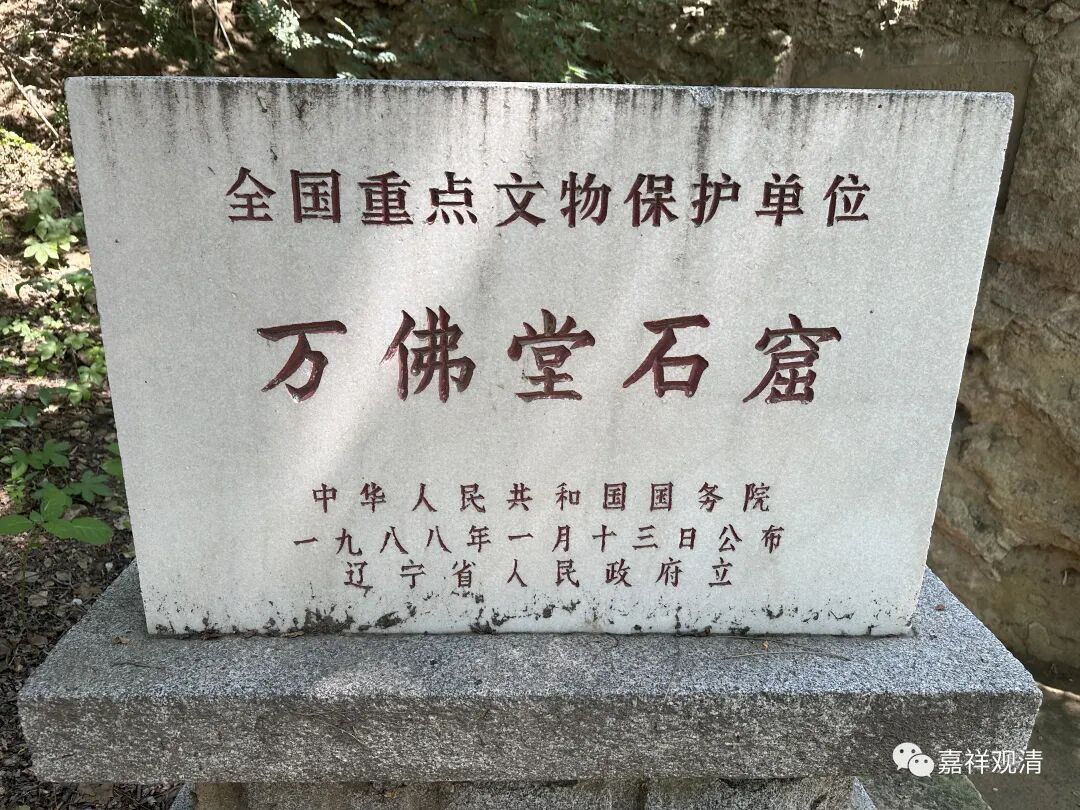 全国重点文物保护单位
万佛堂石窟
中华人民共和国国务院
一九八八年一月十三日公布
辽宁省人民政府立
嘉祥观清